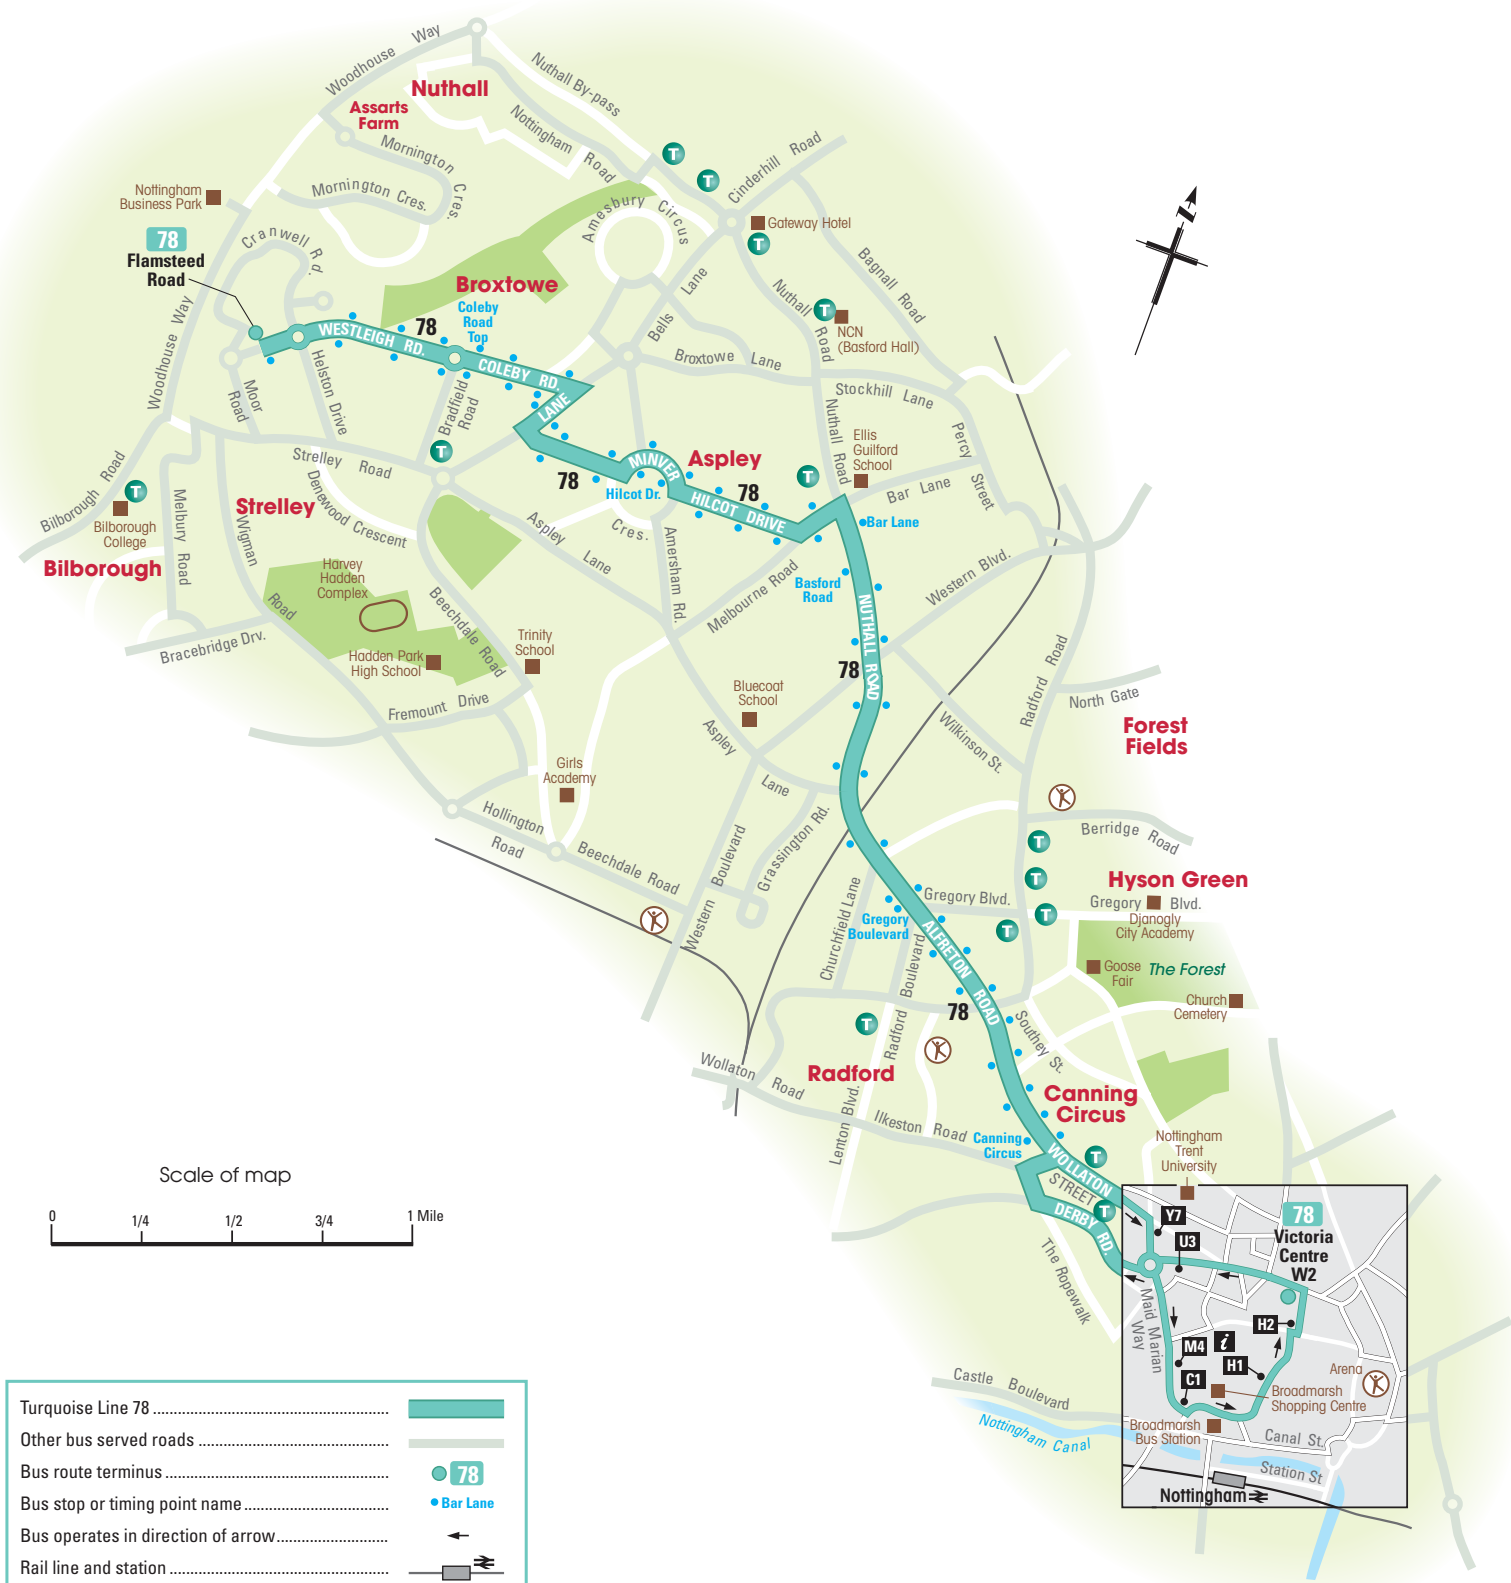 Woodhouse Way
Nuthall
Nuthall By-pass
Assarts
Farm
Nottingham Road
Mornington Cres.
Mornington Cres.
Cinderhill Road
Nottingham
Business Park
Amesbury Circus
Gateway Hotel
78
Flamsteed
Road
Cranwell Rd.
Broxtowe
Bells Lane
Bagnall Road
Coleby
Road
Top
78
Nuthall Road
NCN
(Basford Hall)
WESTLEIGH RD.
COLEBY RD.
LANE
Woodhouse Way
Moor
Road
Helston Drive
Bradfield
Road
Broxtowe Lane
Stockhill Lane
Nuthall Road
Percy Street
Ellis
Guilford
School
Bar Lane
Strelley Road
Denewood Crescent
Strelley
Bilborough Road
Bilborough
College
Bilborough
Melbury Road
Wigman Road
MINVER
Aspley
78
Hilcot Dr.
78
HILCOT DRIVE
Cres.
Bar Lane
Aspley Lane
Amersham Rd.
Basford
Road
Melbourne Road
Western Blvd.
Harvey
Hadden
Complex
Beechdale Road
Bracebridge Drv.
Hadden Park
High School
Trinity
School
NUTHALL ROAD
78
Radford Road
North Gate
Bluecoat
School
Fremount Drive
Aspley Lane
Wilkinson St.
Forest
Fields
Girls
Academy
Hollington
Road
Beechdale Road
Western Boulevard
Grassington Rd.
Berridge Road
Hyson Green
Churchfield Lane
Gregory Blvd.
Gregory Blvd.
Djanogly
City Academy
Gregory
Boulevard
ALFRETON ROAD
Radford Boulevard
78
Goose
Fair
The Forest
Church
Cemetery
Southey St.
Wollaton Road
Radford
Lenton Blvd.
Ilkeston Road
Canning
Circus
Canning
Circus
Nottingham
Trent
University
WOLLATON
STREET
DERBY RD.
The Ropewalk
Scale of map
0 1/4 1/2 3/4 1 Mile
Y7
U3
78
Victoria
Centre
W2
Maid Marian
Way
H2
M4
i
H1
C1
Arena
Broadmarsh
Shopping Centre
Broadmarsh
Bus Station
Canal St.
Station St
Nottingham
Castle Boulevard
Nottingham Canal
T
T
T
T
T
T
T
T
T
T
T
T
T
T
Turquoise Line 78
Other bus served roads
Bus route terminus 78
Bus stop or timing point name Bar Lane
Bus operates in direction of arrow
Rail line and station